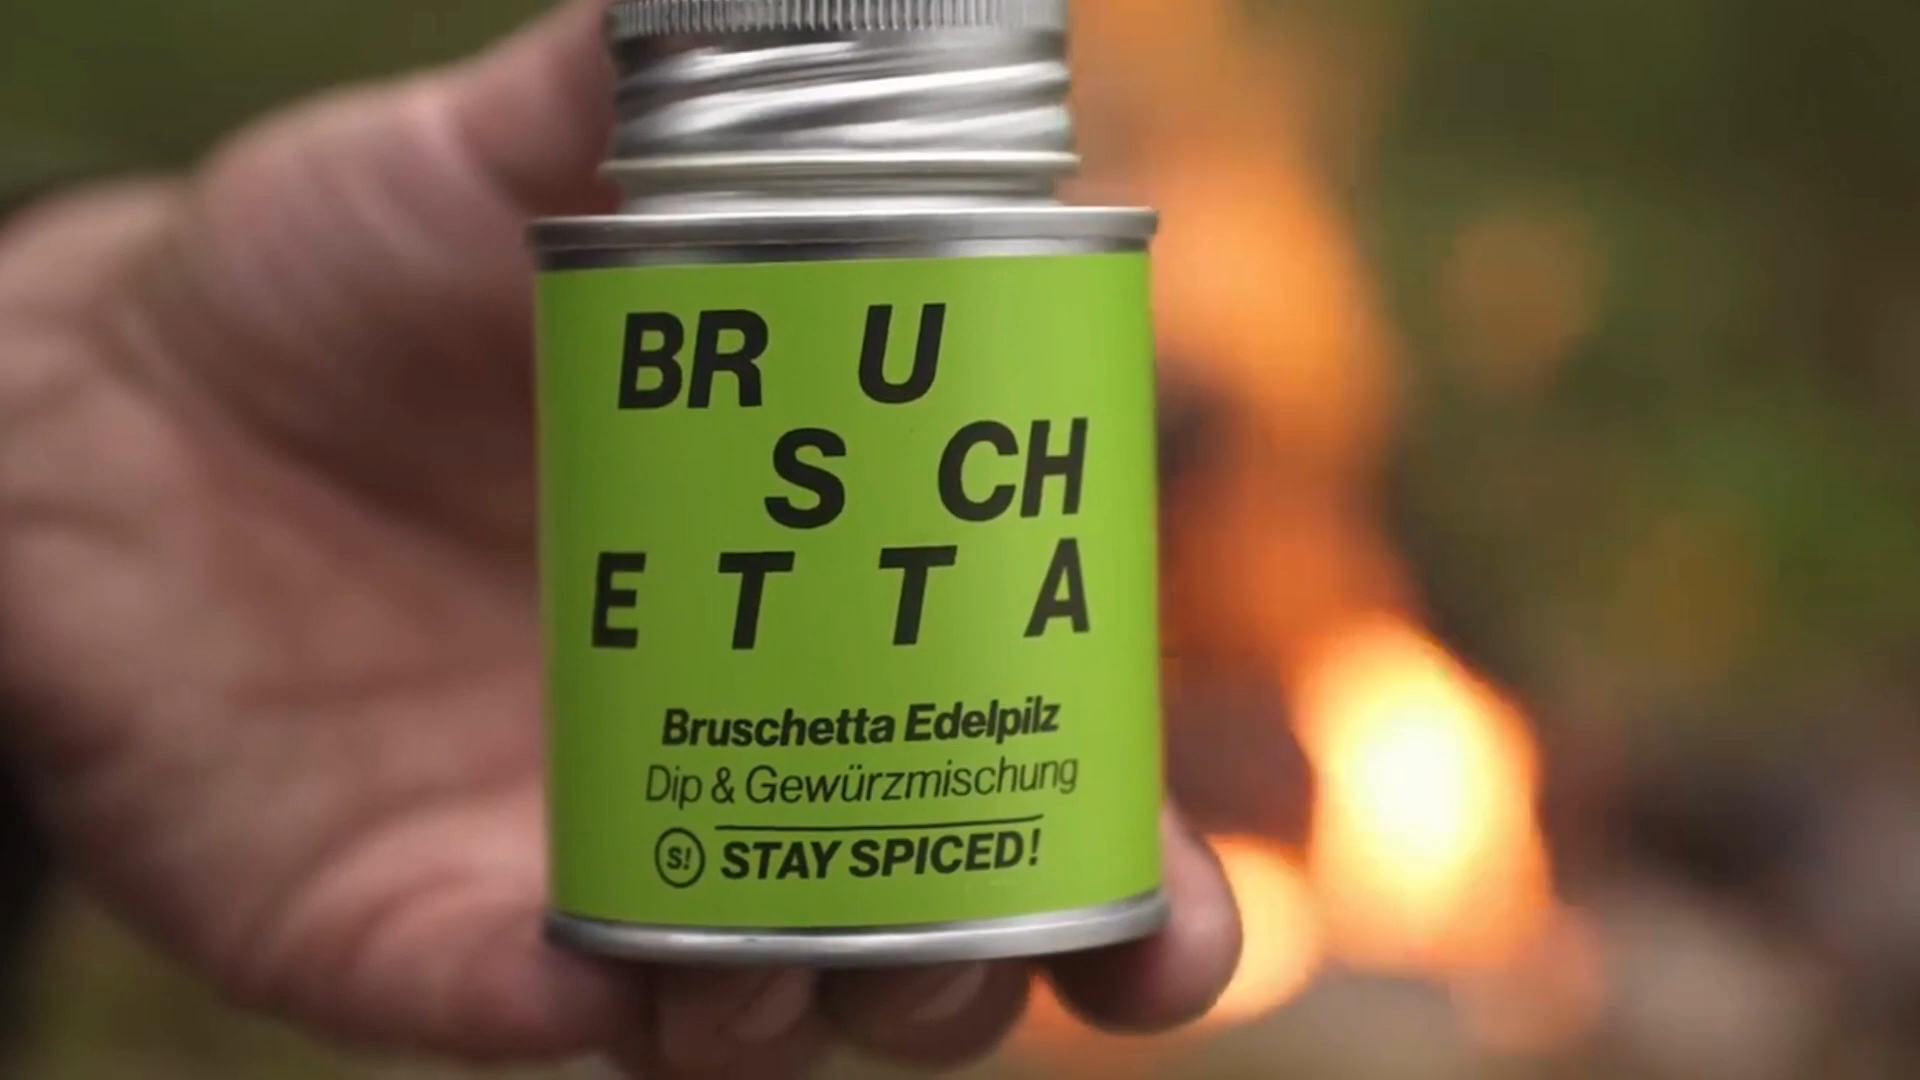 BR U
S CH
E T T A
Bruschetta Edelpilz
Dip & Gewürzmischung
S! STAY SPICED!